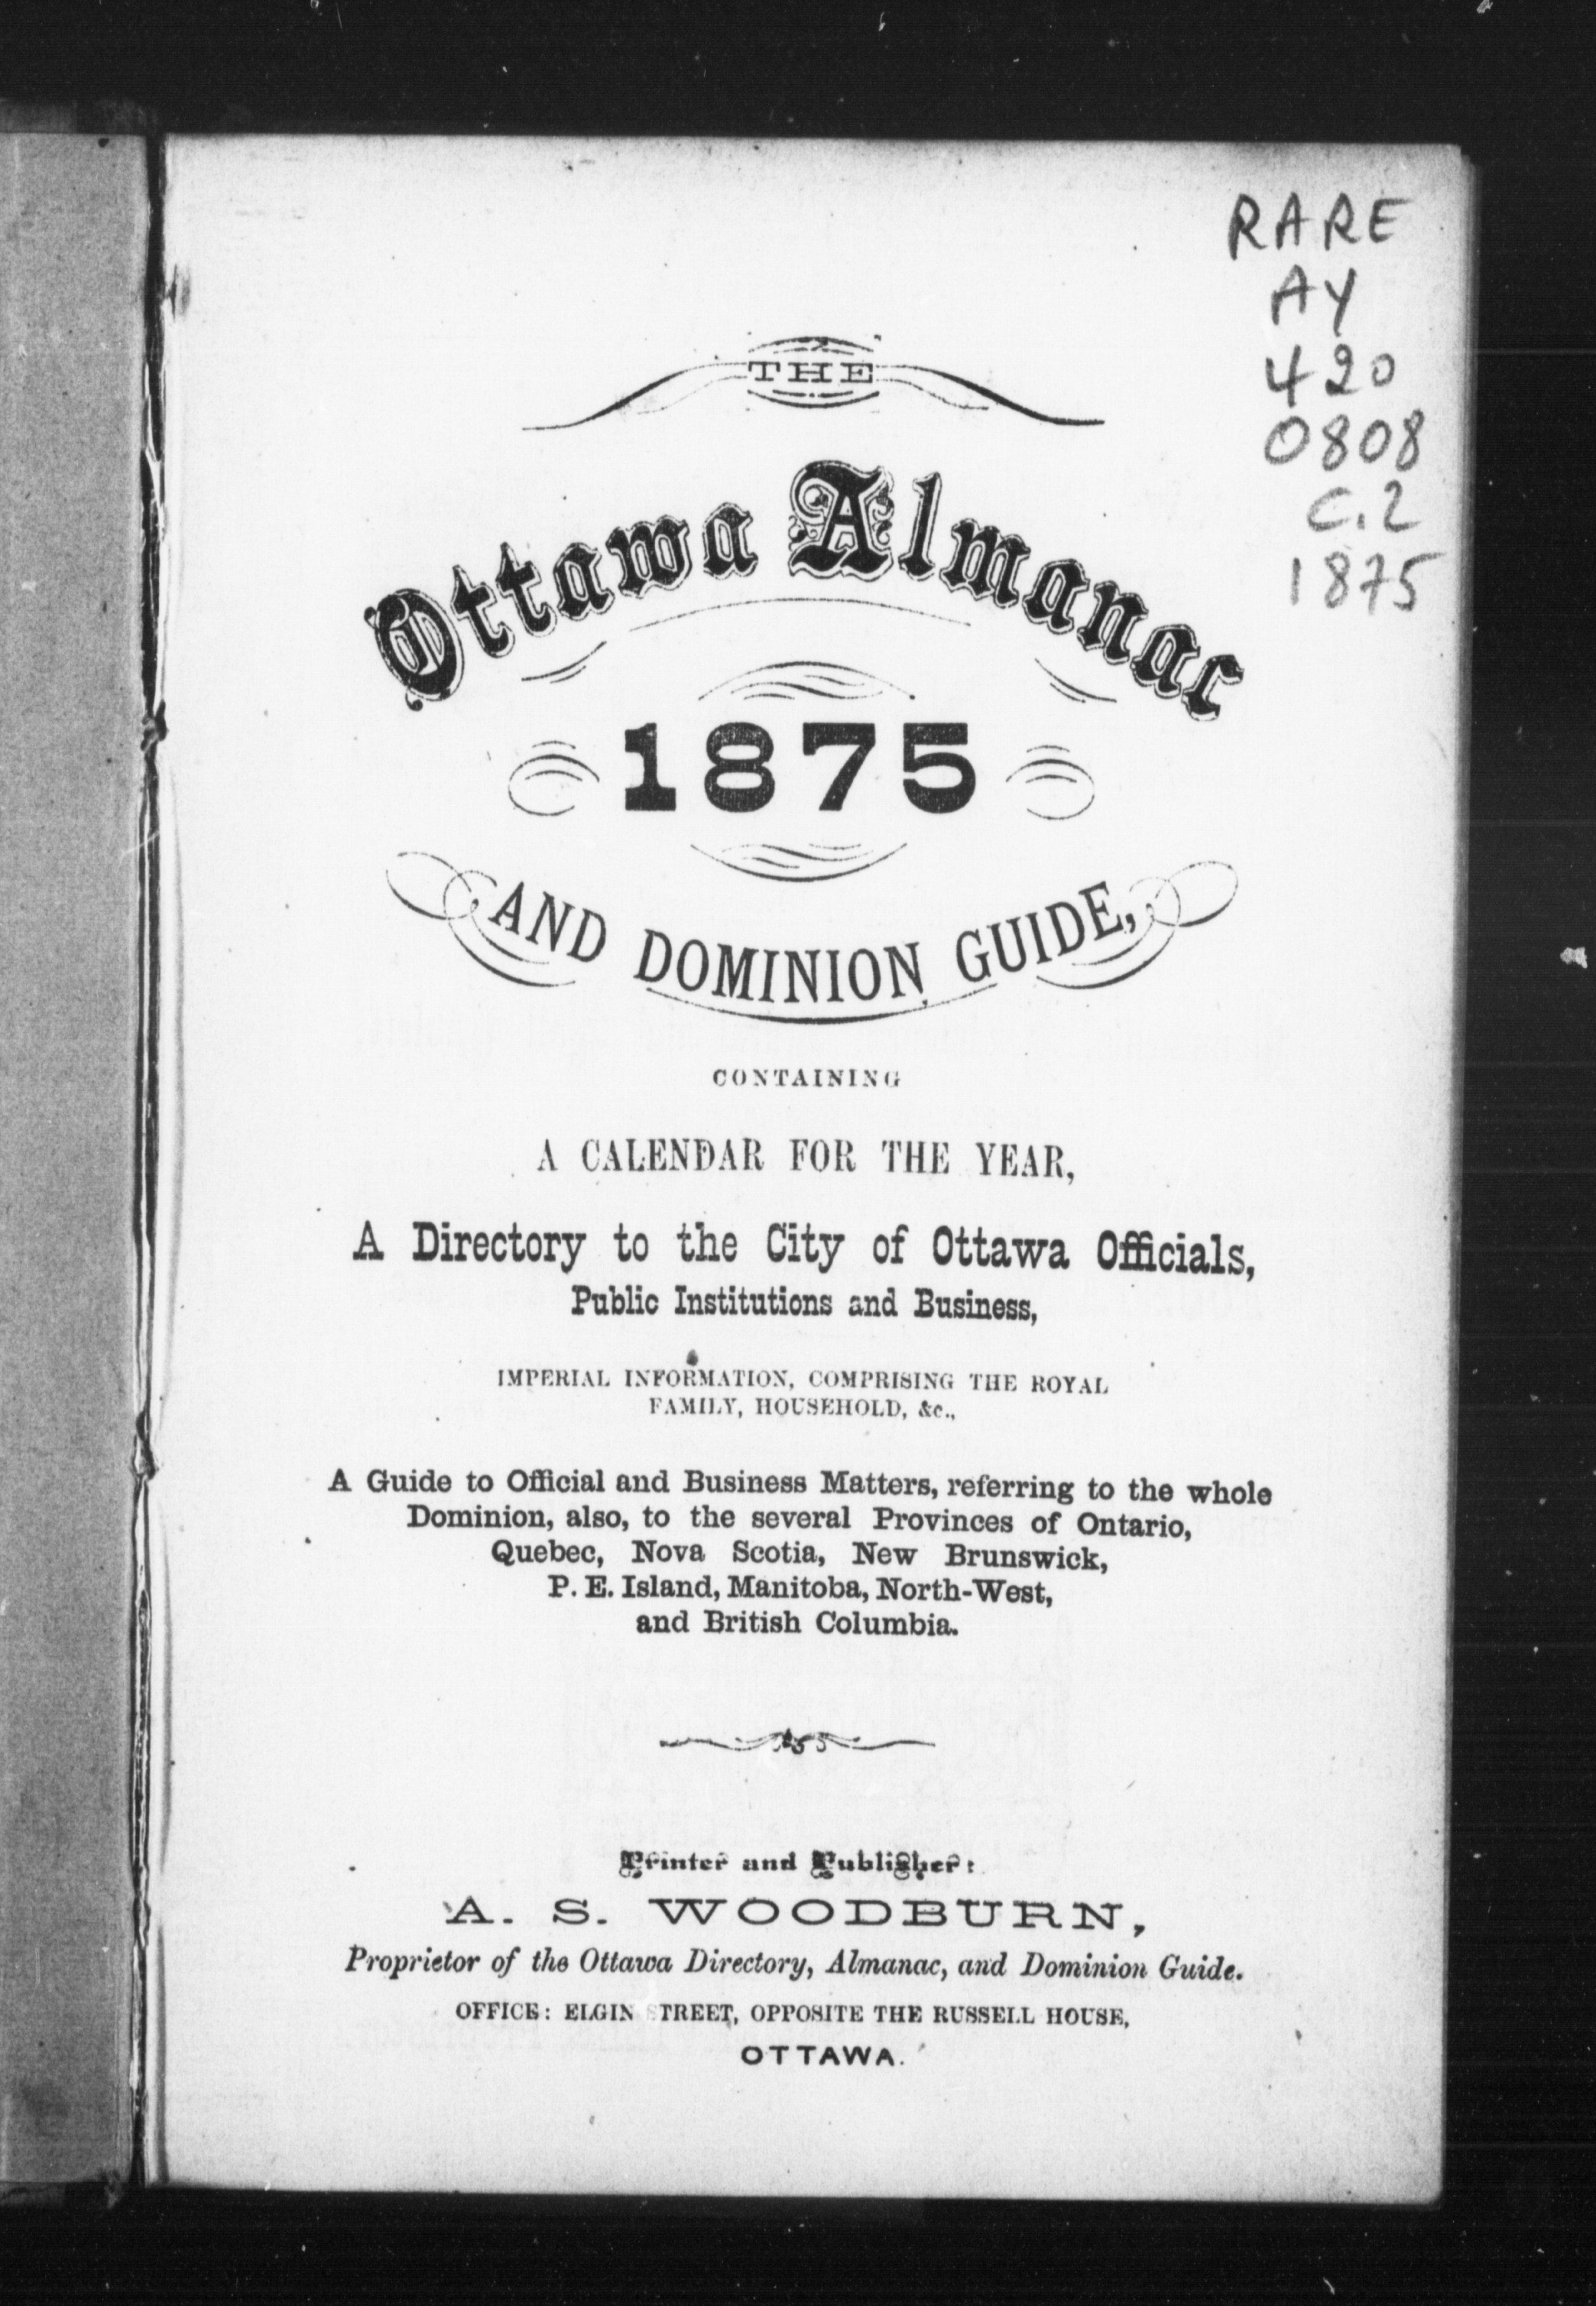 RARE
AY
420
0808
C.2
1875
THE
Ottawa Almanac
1875
AND DOMINION GUIDE,
CONTAINING
A CALENDAR FOR THE YEAR,
A Directory to the City of Ottawa Officials,
Public Institutions and Business,
IMPERIAL INFORMATION, COMPRISING THE ROYAL
FAMILY, HOUSEHOLD, &c.,
A Guide to Official and Business Matters, referring to the whole
Dominion, also, to the several Provinces of Ontario,
Quebec, Nova Scotia, New Brunswick,
P. E. Island, Manitoba, North-West,
and British Columbia.
Printer and Publisher:
A. S. WOODBURN,
Proprietor of the Ottawa Directory, Almanac, and Dominion Guide.
OFFICE: ELGIN STREET, OPPOSITE THE RUSSELL HOUSE,
OTTAWA.